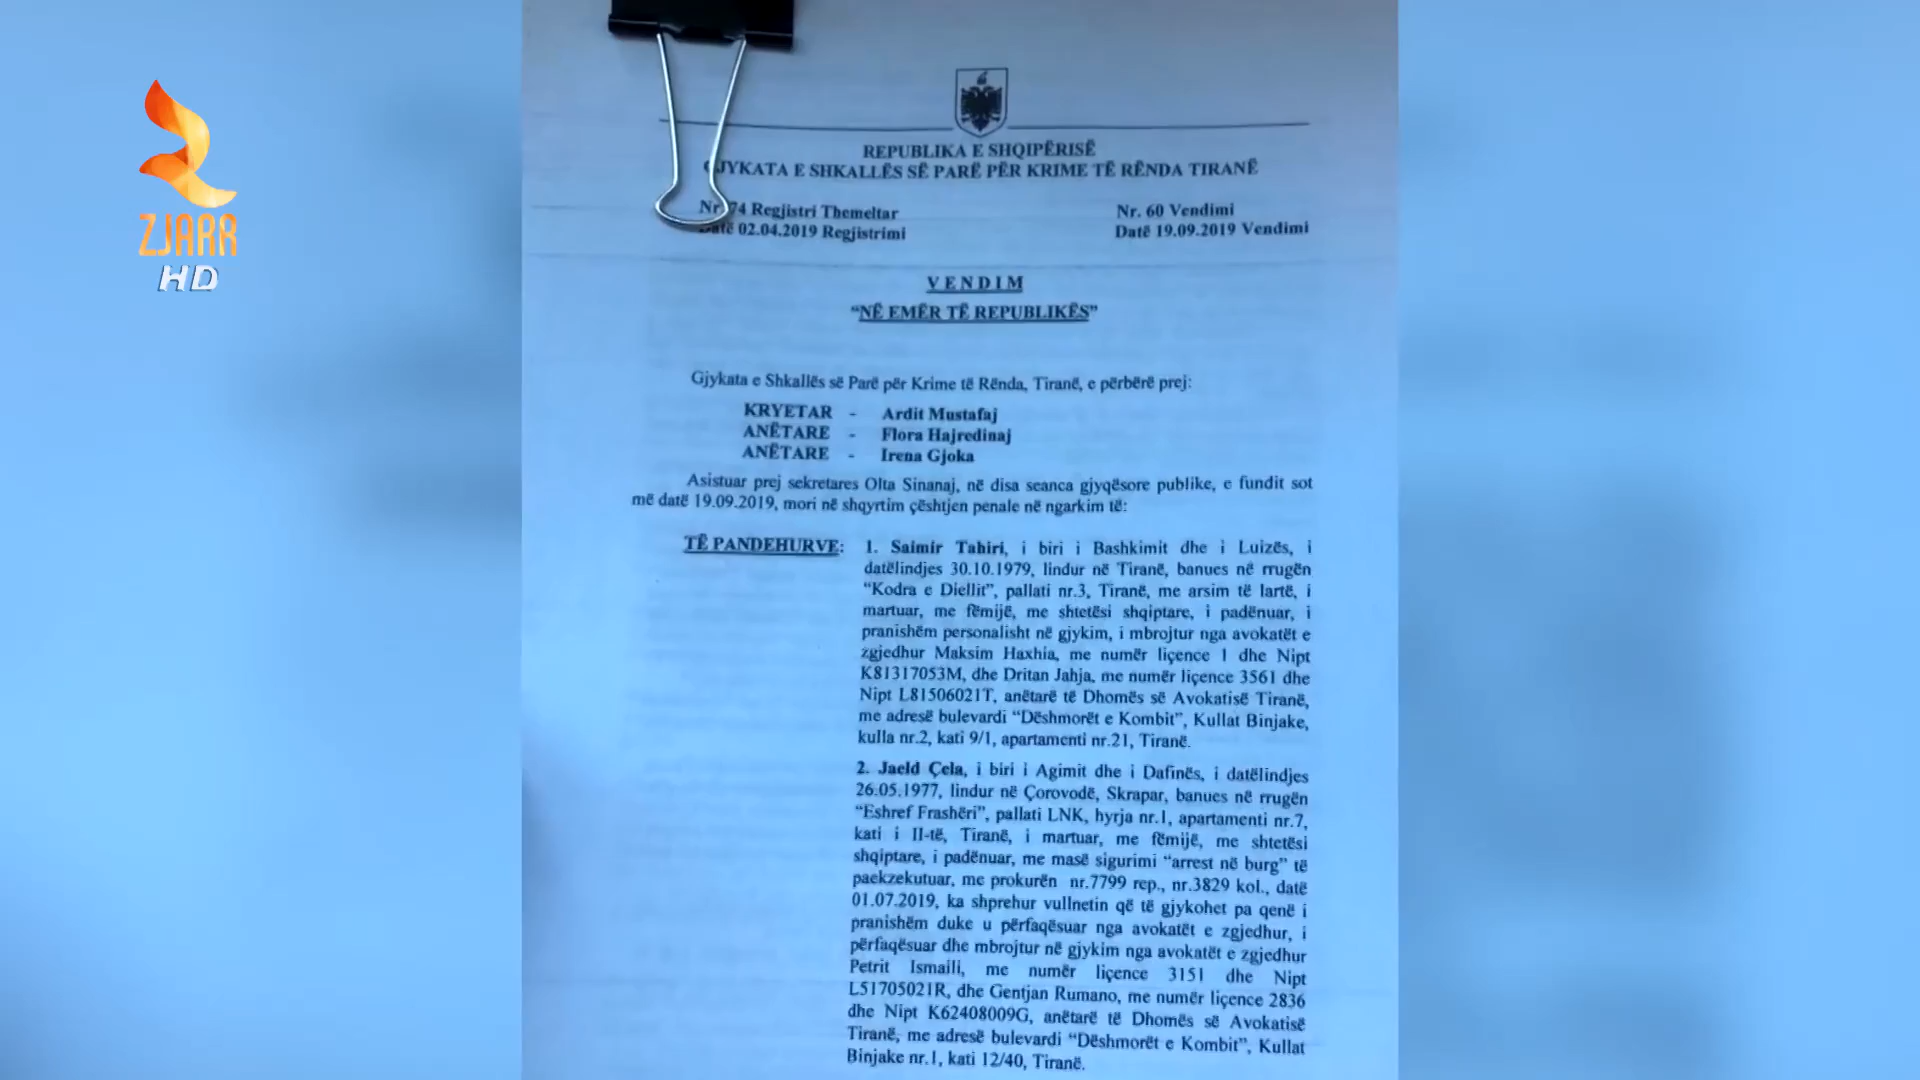 ZJARR
HD
REPUBLIKA E SHQIPËRISË
GJYKATA E SHKALLËS SË PARË PËR KRIME TË RËNDA TIRANË
Nr. 74 Regjistri Themeltar
Nr. 60 Vendimi
Datë 02.04.2019 Regjistrimi
Datë 19.09.2019 Vendimi
VENDIM
“NË EMËR TË REPUBLIKËS”
Gjykata e Shkallës së Parë për Krime të Rënda, Tiranë, e përbërë prej:
KRYETAR - Ardit Mustafaj
ANËTARE - Flora Hajredinaj
ANËTARE - Irena Gjoka
Asistuar prej sekretares Olta Sinanaj, në disa seanca gjyqësore publike, e fundit sot
më datë 19.09.2019, mori në shqyrtim çështjen penale në ngarkim të:
TË PANDEHURVE: 1. Saimir Tahiri, i biri i Bashkimit dhe i Luizës, i
datëlindjes 30.10.1979, lindur në Tiranë, banues në rrugën
“Kodra e Diellit”, pallati nr.3, Tiranë, me arsim të lartë, i
martuar, me fëmijë, me shtetësi shqiptare, i padënuar, i
pranishëm personalisht në gjykim, i mbrojtur nga avokatët e
zgjedhur Maksim Haxhia, me numër liçence 1 dhe Nipt
K81317053M, dhe Dritan Jahja, me numër liçence 3561 dhe
Nipt L81506021T, anëtarë të Dhomës së Avokatisë Tiranë,
me adresë bulevardi “Dëshmorët e Kombit”, Kullat Binjake,
kulla nr.2, kati 9/1, apartamenti nr.21, Tiranë.
2. Jaeld Çela, i biri i Agimit dhe i Dafinës, i datëlindjes
26.05.1977, lindur në Çorovodë, Skrapar, banues në rrugën
“Eshref Frashëri”, pallati LNK, hyrja nr.1, apartamenti nr.7,
kati i II-të, Tiranë, i martuar, me fëmijë, me shtetësi
shqiptare, i padënuar, me masë sigurimi “arrest në burg” të
paekzekutuar, me prokurën nr.7799 rep., nr.3829 kol., datë
01.07.2019, ka shprehur vullnetin që të gjykohet pa qenë i
pranishëm duke u përfaqësuar nga avokatët e zgjedhur, i
përfaqësuar dhe mbrojtur në gjykim nga avokatët e zgjedhur
Petrit Ismaili, me numër liçence 3151 dhe Nipt
L51705021R, dhe Gentjan Rumano, me numër liçence 2836
dhe Nipt K62408009G, anëtarë të Dhomës së Avokatisë
Tiranë, me adresë bulevardi “Dëshmorët e Kombit”, Kullat
Binjake nr.1, kati 12/40, Tiranë.